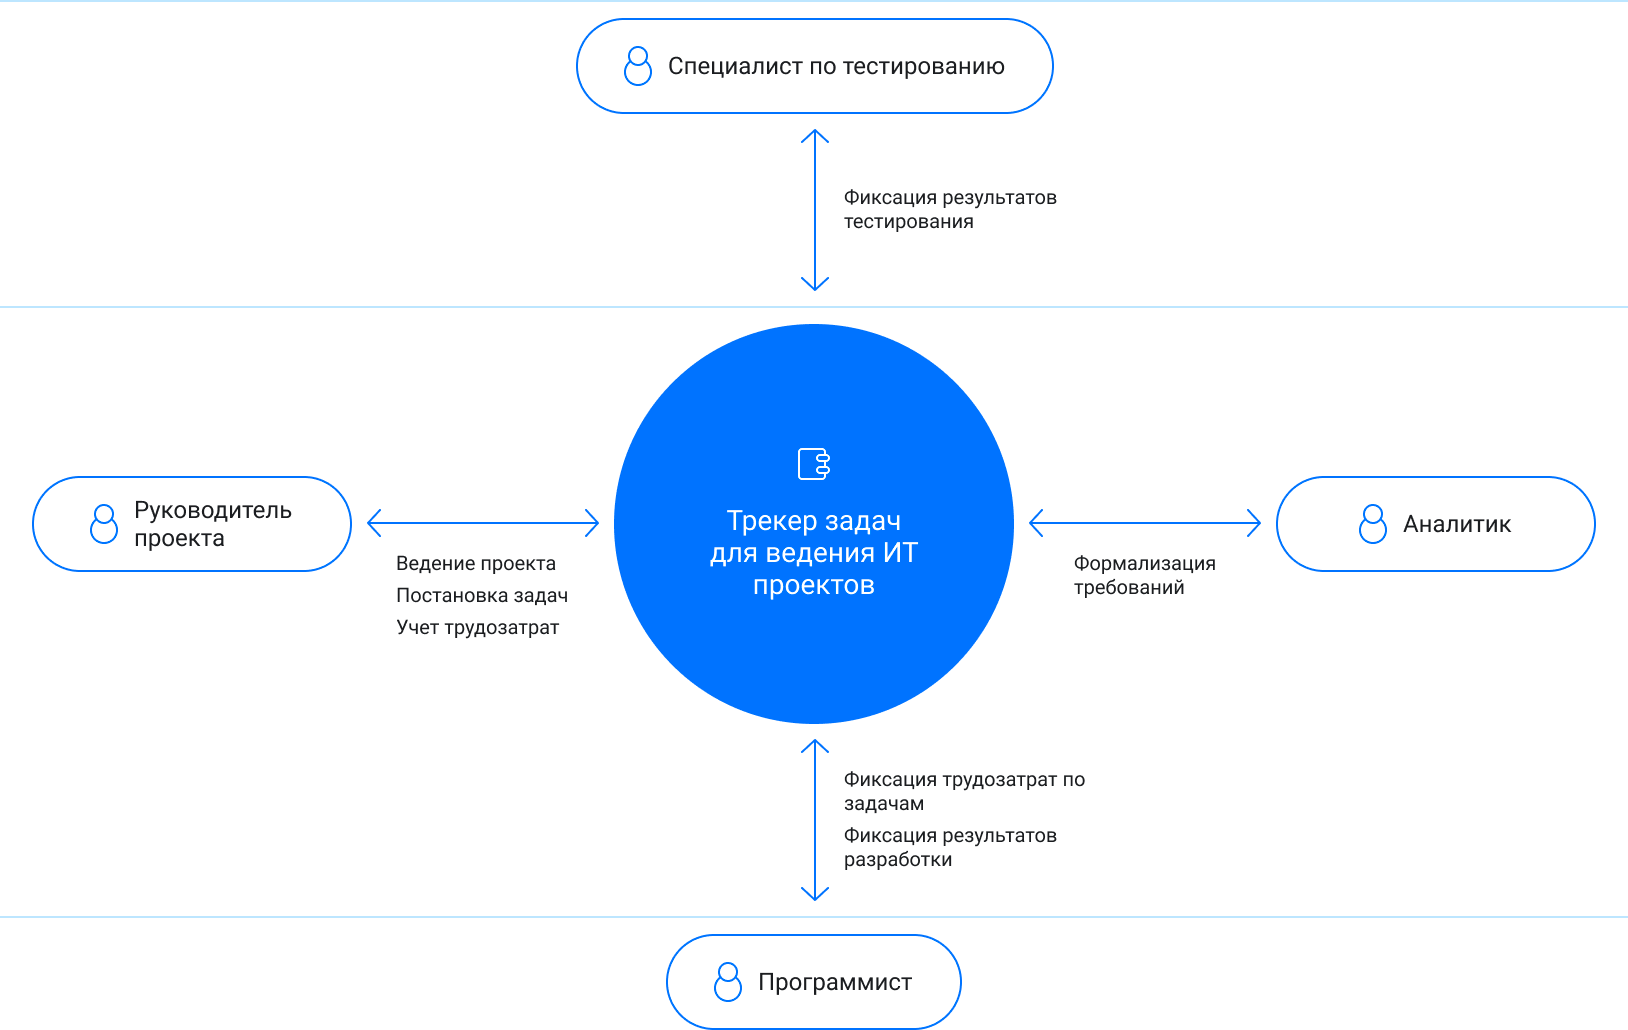 Специалист по тестированию
Фиксация результатов
тестирования
Руководитель
проекта
Ведение проекта
Постановка задач
Учет трудозатрат
Трекер задач
для ведения ИТ
проектов
Формализация
требований
Аналитик
Фиксация трудозатрат по
задачам
Фиксация результатов
разработки
Программист